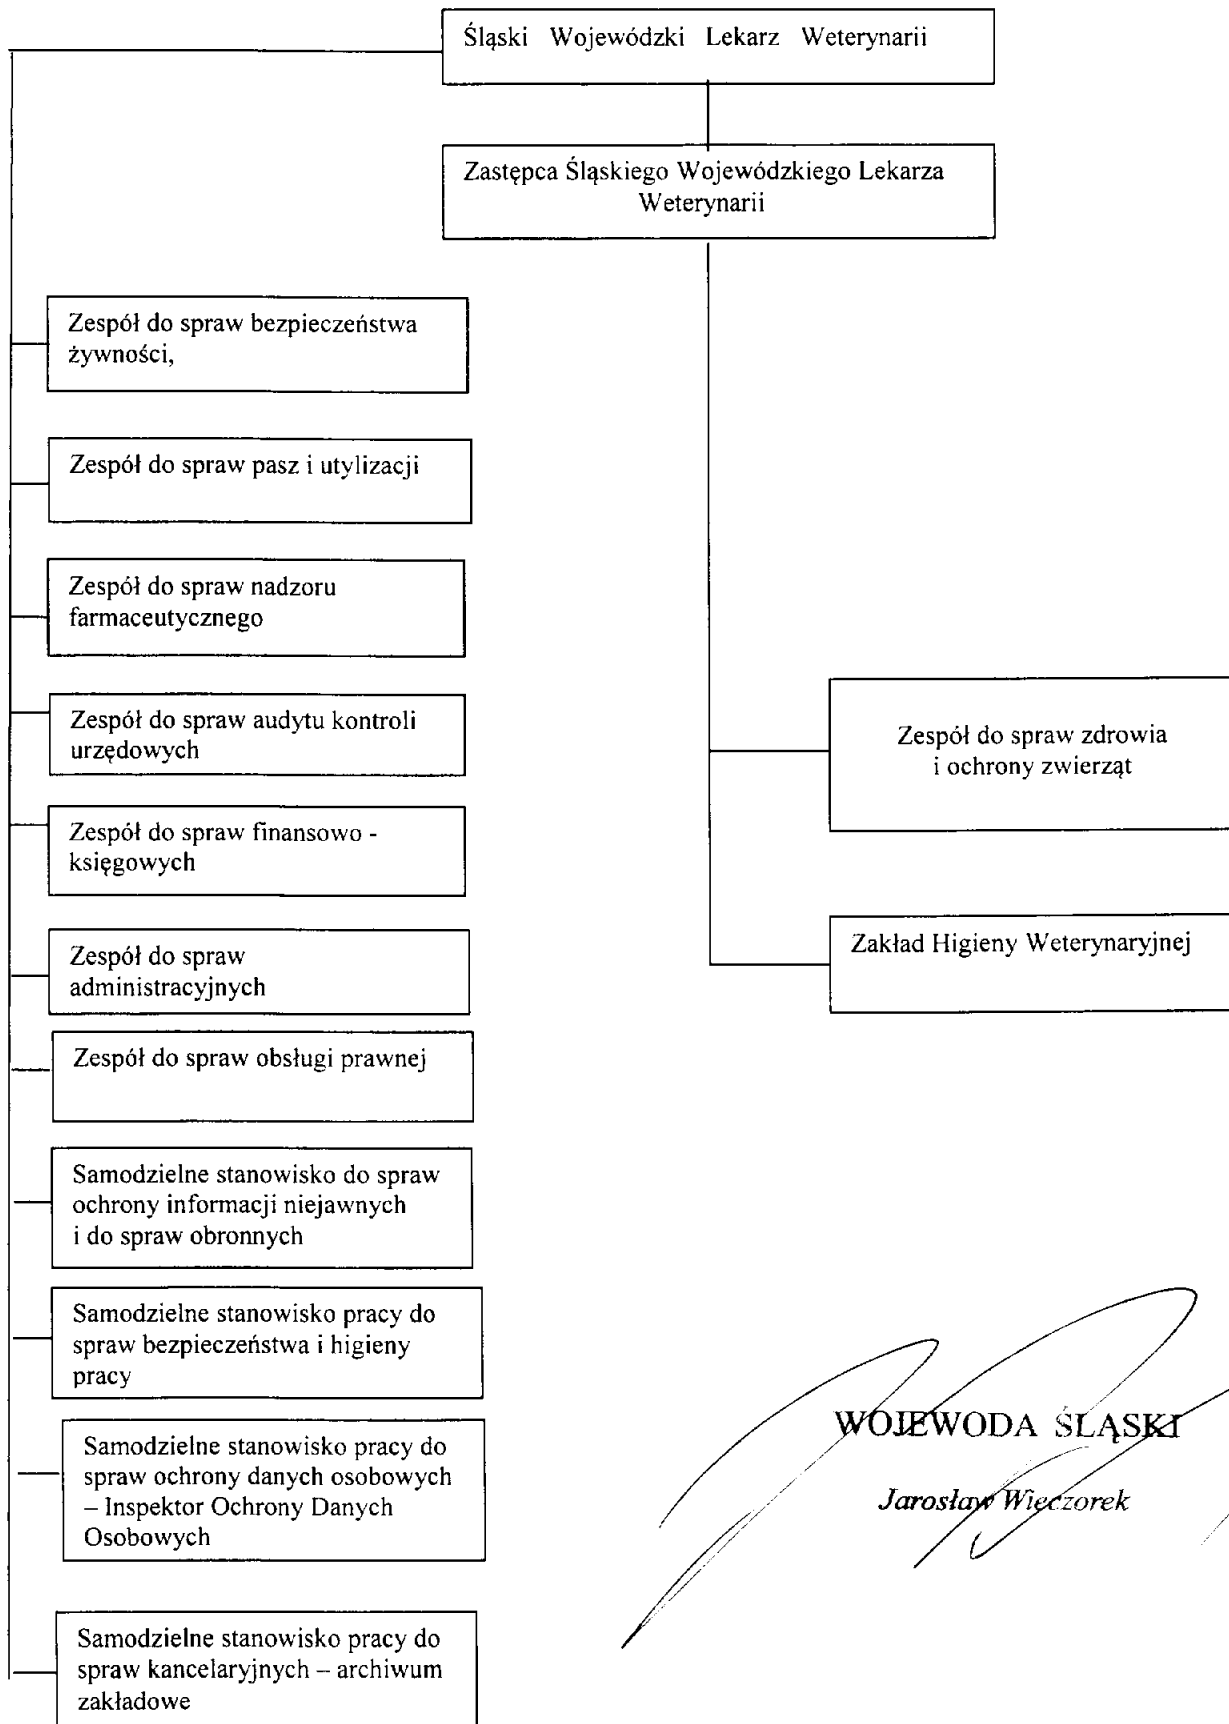 Śląski Wojewódzki Lekarz Weterynarii
Zastępca Śląskiego Wojewódzkiego Lekarza
Weterynarii
Zespół do spraw bezpieczeństwa
żywności,
Zespół do spraw pasz i utylizacji
Zespół do spraw nadzoru
farmaceutycznego
Zespół do spraw audytu kontroli
urzędowych
Zespół do spraw finansowo -
księgowych
Zespół do spraw
administracyjnych
Zespół do spraw obsługi prawnej
Samodzielne stanowisko do spraw
ochrony informacji niejawnych
i do spraw obronnych
Samodzielne stanowisko pracy do
spraw bezpieczeństwa i higieny
pracy
Samodzielne stanowisko pracy do
spraw ochrony danych osobowych
– Inspektor Ochrony Danych
Osobowych
Samodzielne stanowisko pracy do
spraw kancelaryjnych – archiwum
zakładowe
Zespół do spraw zdrowia
i ochrony zwierząt
Zakład Higieny Weterynaryjnej
WOJEWODA ŚLĄSKI
Jarosław Wieczorek